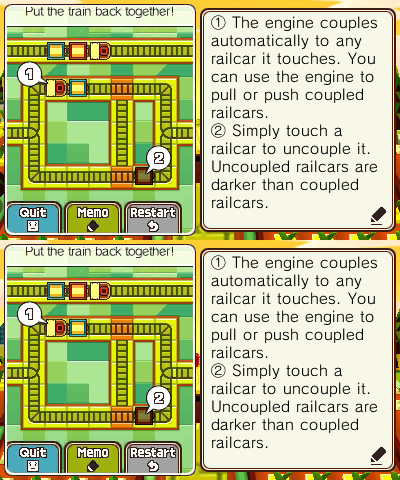 Put the train back together!
1
2
Quit
Memo
Restart
① The engine couples
automatically to any
railcar it touches. You
can use the engine to
pull or push coupled
railcars.
② Simply touch a
railcar to uncouple it.
Uncoupled railcars are
darker than coupled
railcars.
Put the train back together!
1
2
Quit
Memo
Restart
① The engine couples
automatically to any
railcar it touches. You
can use the engine to
pull or push coupled
railcars.
② Simply touch a
railcar to uncouple it.
Uncoupled railcars are
darker than coupled
railcars.